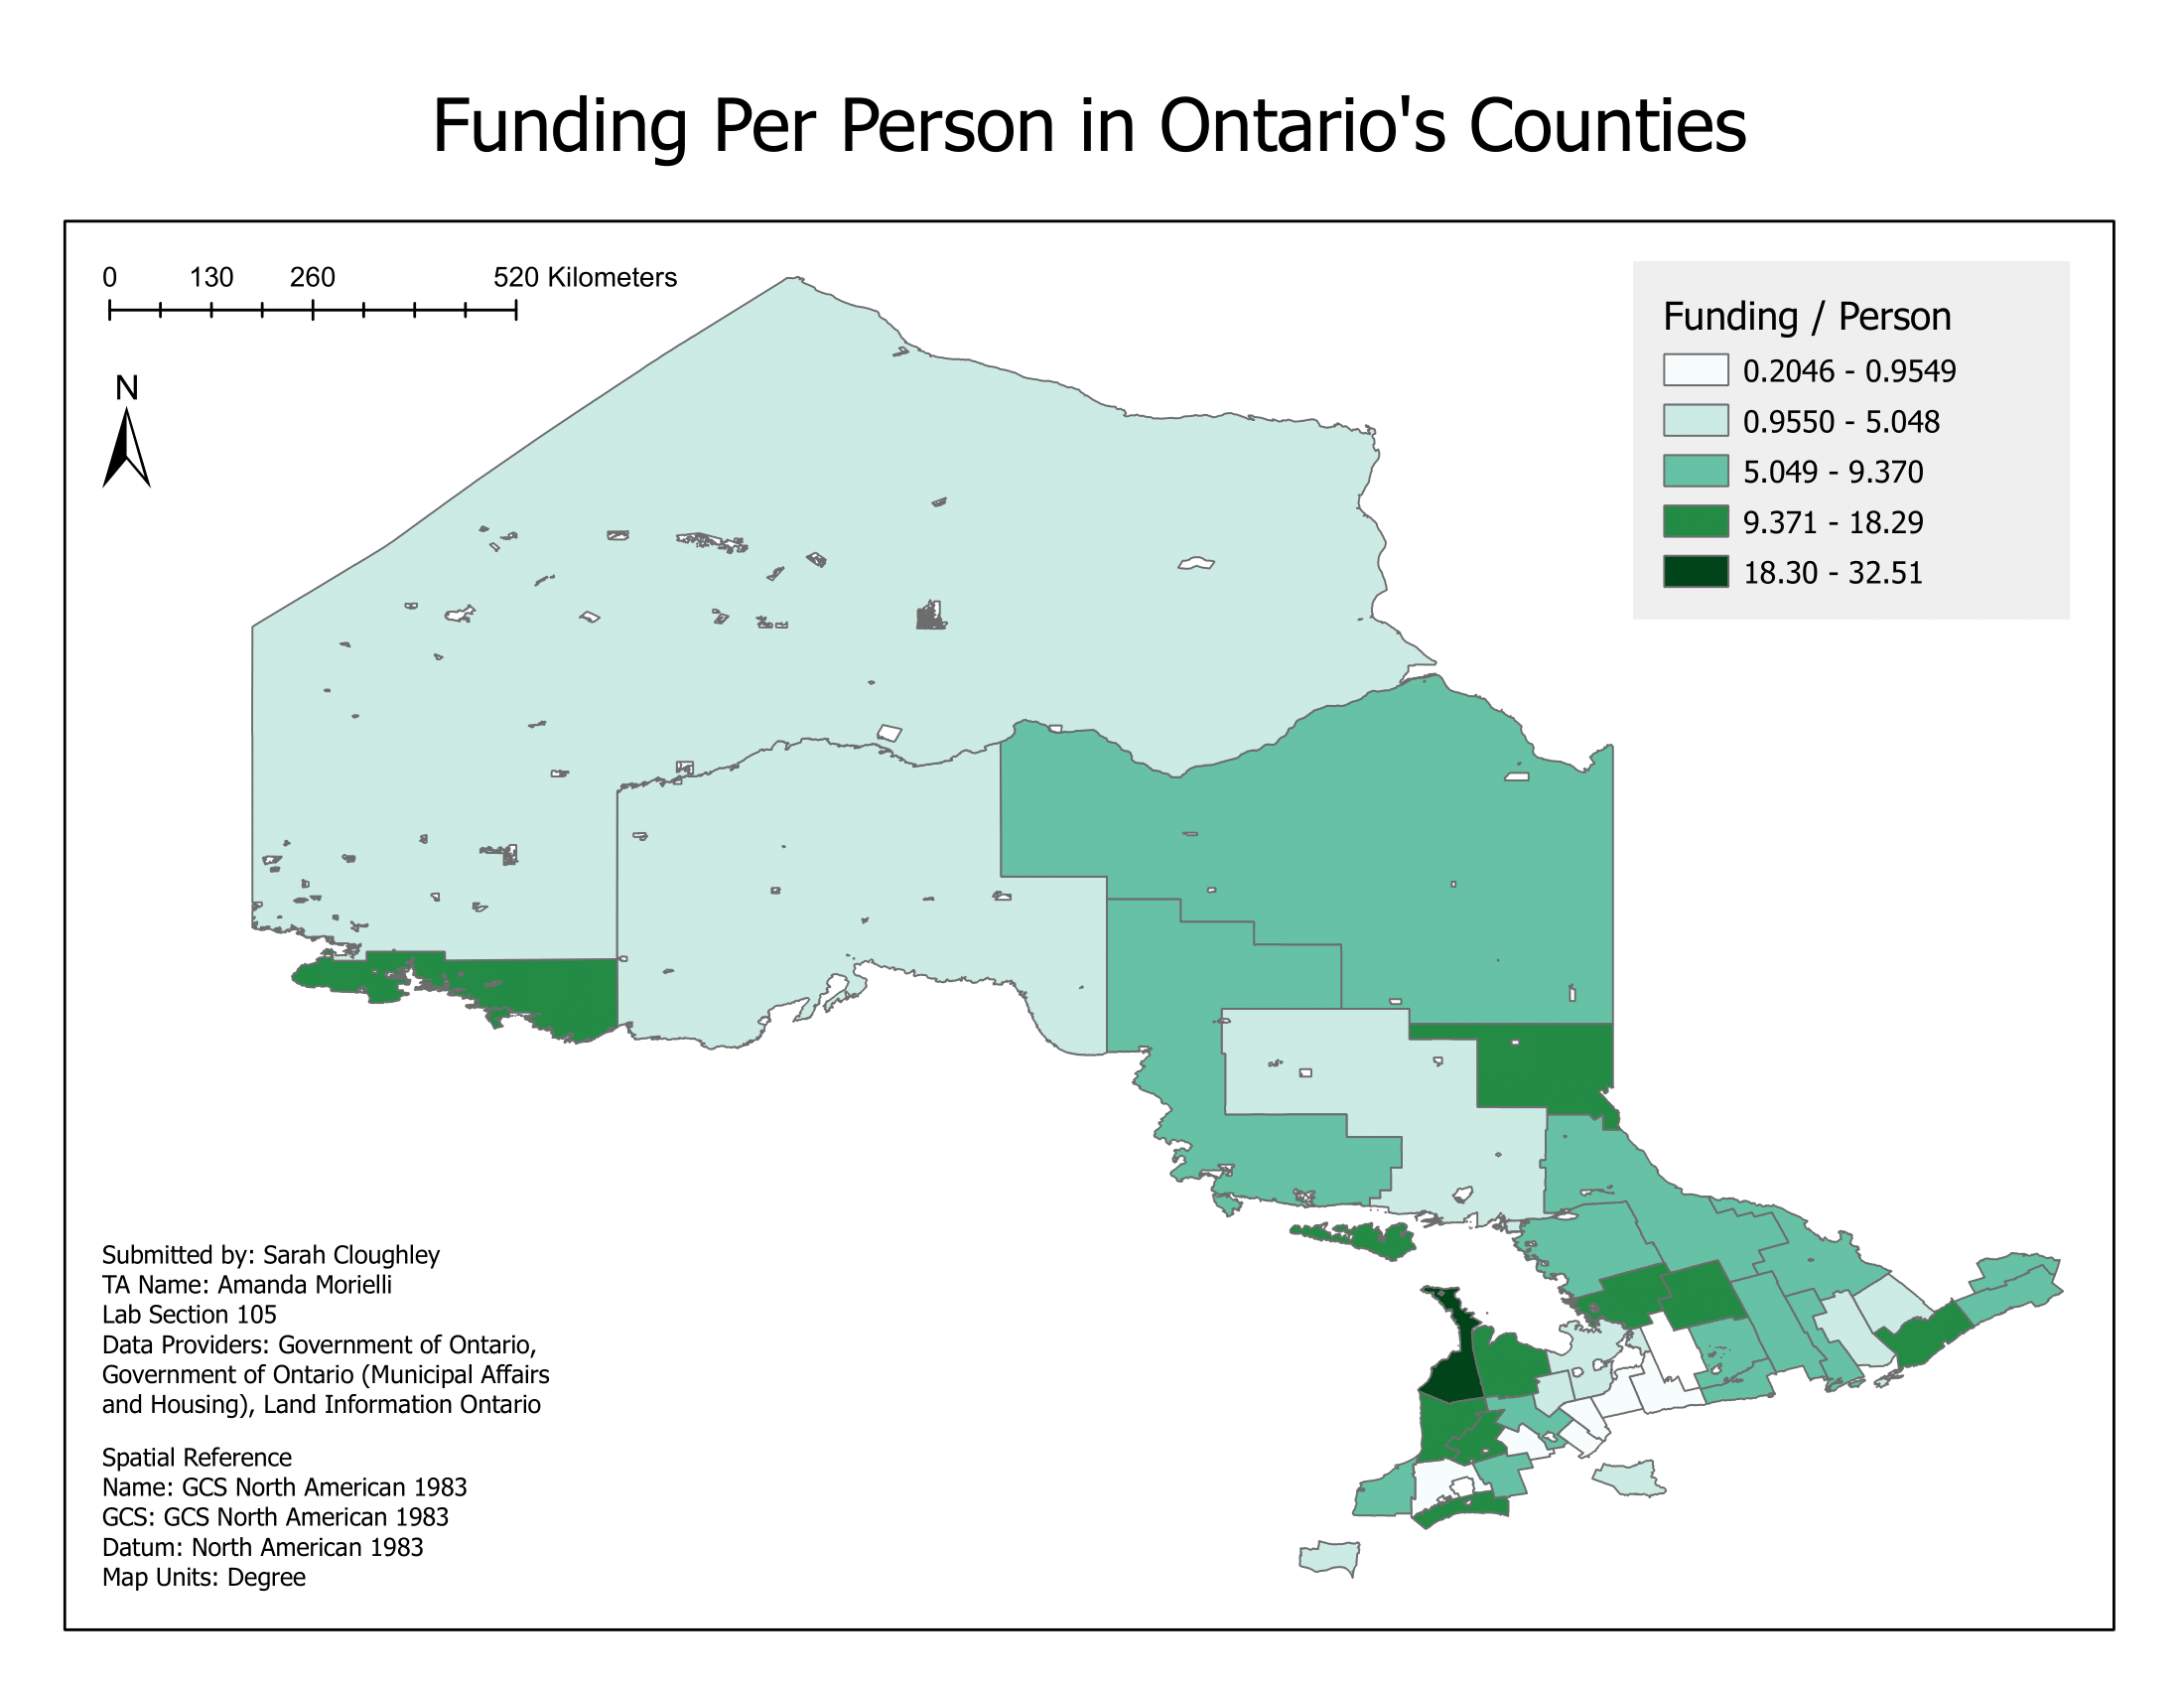 Funding Per Person in Ontario's Counties
0 130 260 520 Kilometers
N
Funding / Person
0.2046 - 0.9549
0.9550 - 5.048
5.049 - 9.370
9.371 - 18.29
18.30 - 32.51
Submitted by: Sarah Cloughley
TA Name: Amanda Morielli
Lab Section 105
Data Providers: Government of Ontario,
Government of Ontario (Municipal Affairs
and Housing), Land Information Ontario
Spatial Reference
Name: GCS North American 1983
GCS: GCS North American 1983
Datum: North American 1983
Map Units: Degree